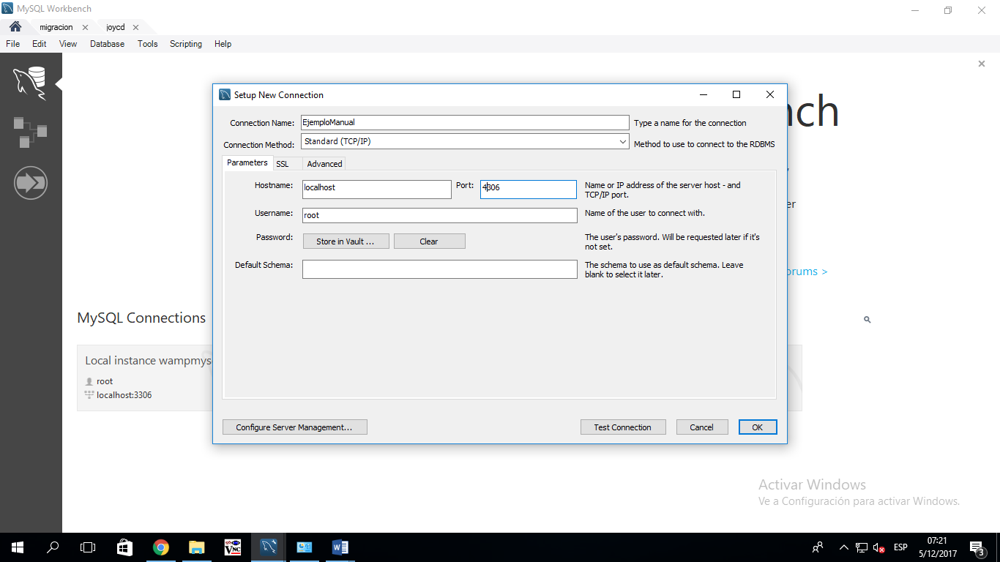 MySQL Workbench
migracion
joycd
File Edit View Database Tools Scripting Help
nch
Setup New Connection
Connection Name: EjemploManual Type a name for the connection
Connection Method: Standard (TCP/IP) Method to use to connect to the RDBMS
Parameters SSL Advanced
Hostname: localhost Port: 4306 Name or IP address of the server host - and
TCP/IP port.
er
Username: root Name of the user to connect with.
Password: Store in Vault ... Clear The user's password. Will be requested later if it's
not set.
Default Schema: The schema to use as default schema. Leave
blank to select it later.
orums >
MySQL Connections
Local instance wampmys
root
localhost:3306
Configure Server Management... Test Connection Cancel OK
Activar Windows
Ve a Configuración para activar Windows.
VNC
W
ESP
07:21
5/12/2017
3